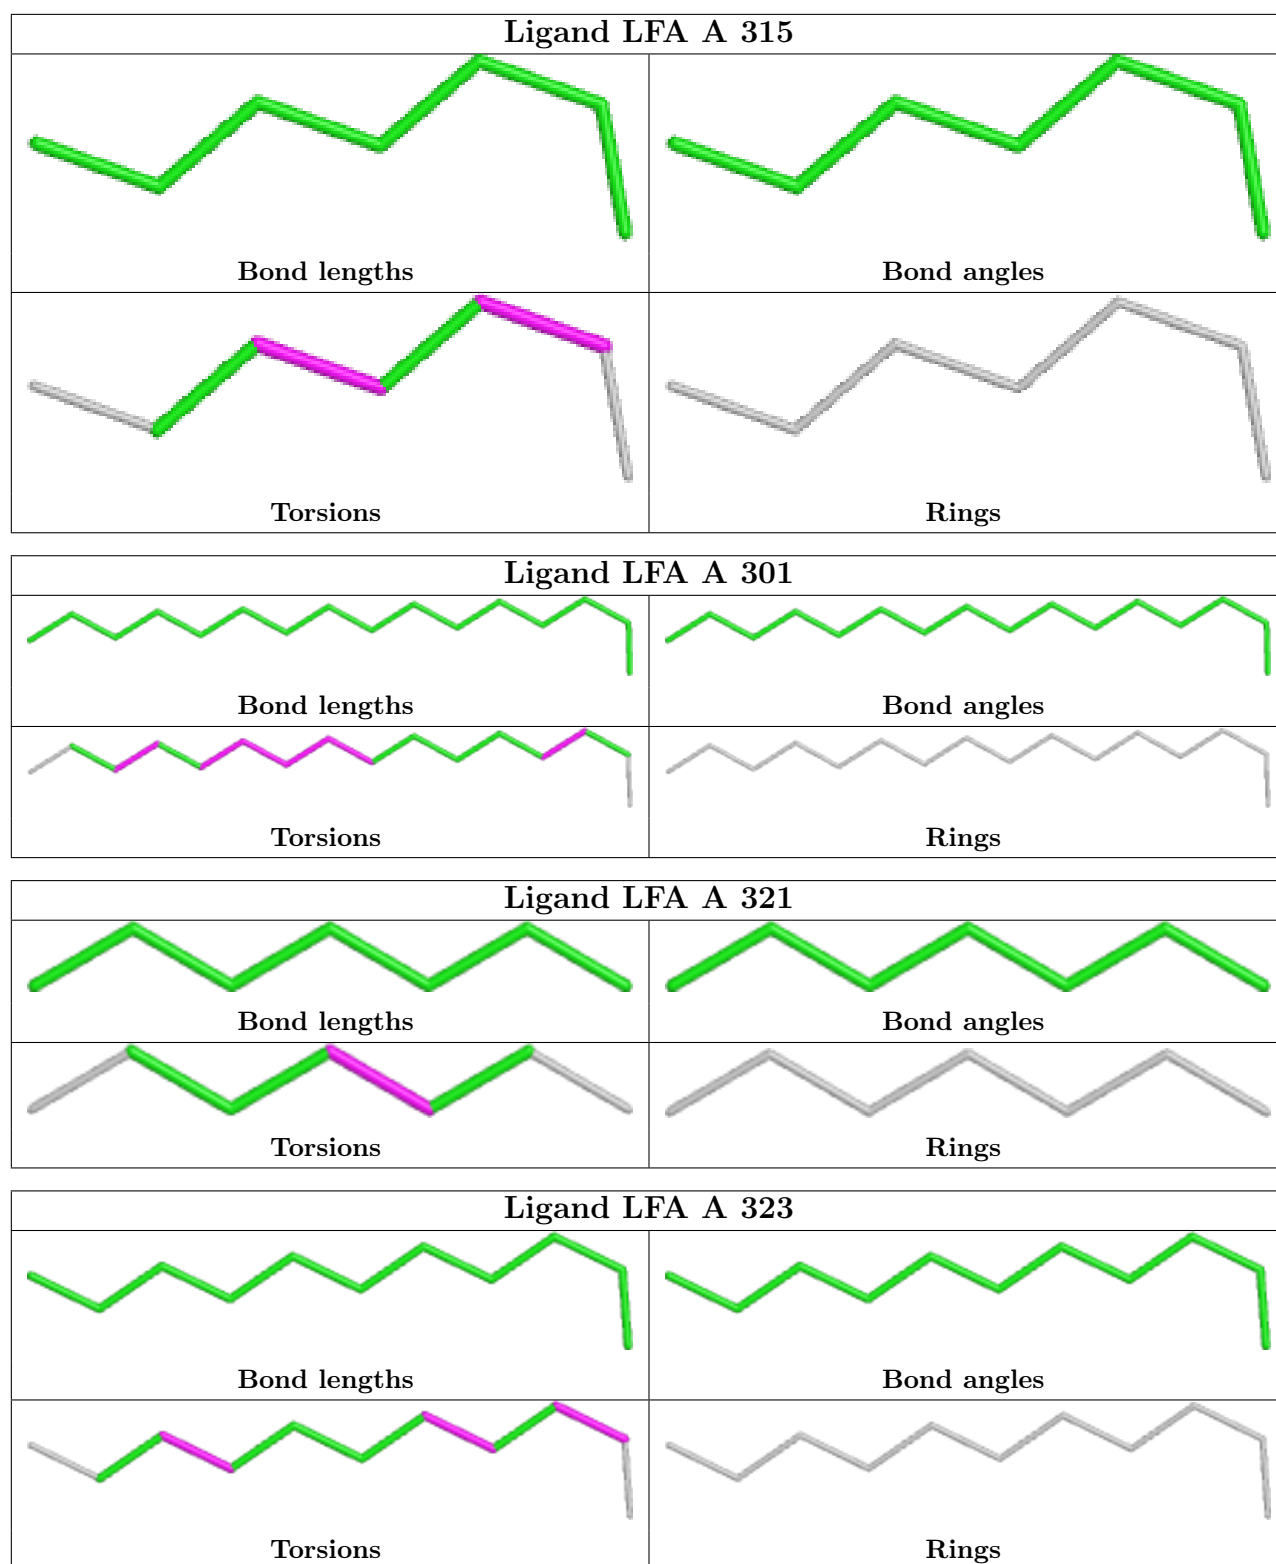 Ligand LFA A 315
Bond lengths
Bond angles
Torsions
Rings
Ligand LFA A 301
Bond lengths
Bond angles
Torsions
Rings
Ligand LFA A 321
Bond lengths
Bond angles
Torsions
Rings
Ligand LFA A 323
Bond lengths
Bond angles
Torsions
Rings